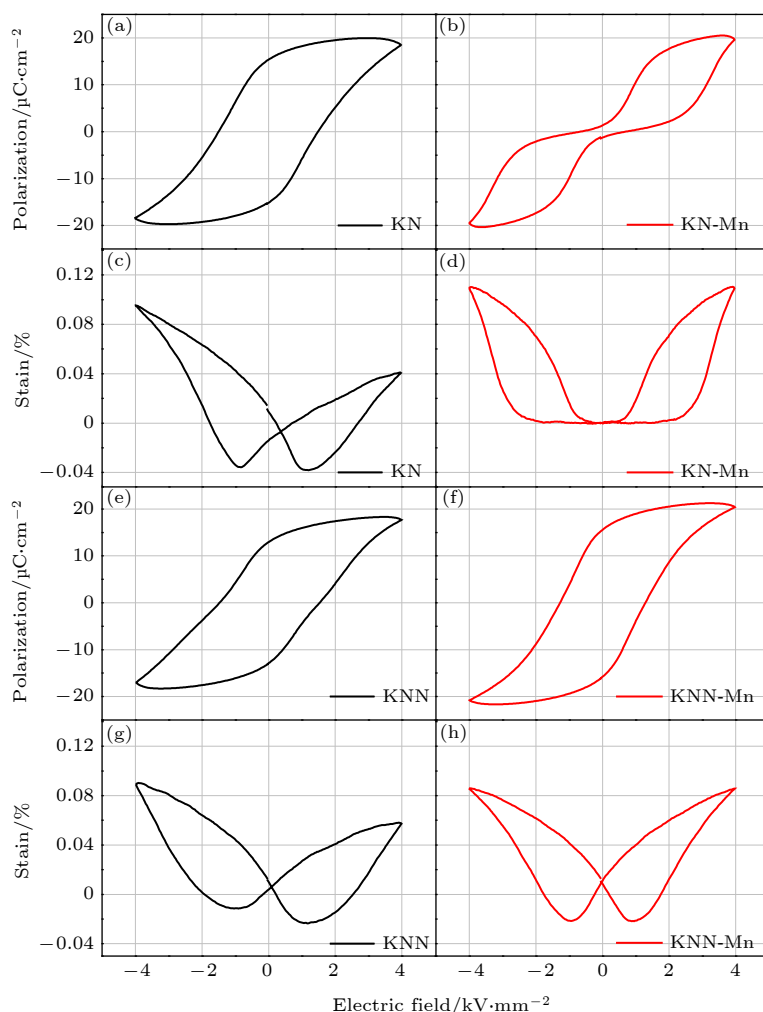 (a)
(b)
20
10
0
−10
−20
Polarization/µC·cm⁻²
KN
KN-Mn
(c)
(d)
0.12
0.08
0.04
0
−0.04
Stain/%
KN
KN-Mn
(e)
(f)
20
10
0
−10
−20
Polarization/µC·cm⁻²
KNN
KNN-Mn
(g)
(h)
0.12
0.08
0.04
0
−0.04
Stain/%
KNN
KNN-Mn
−4 −2 0 2 4 −4 −2 0 2 4
Electric field/kV·mm⁻²